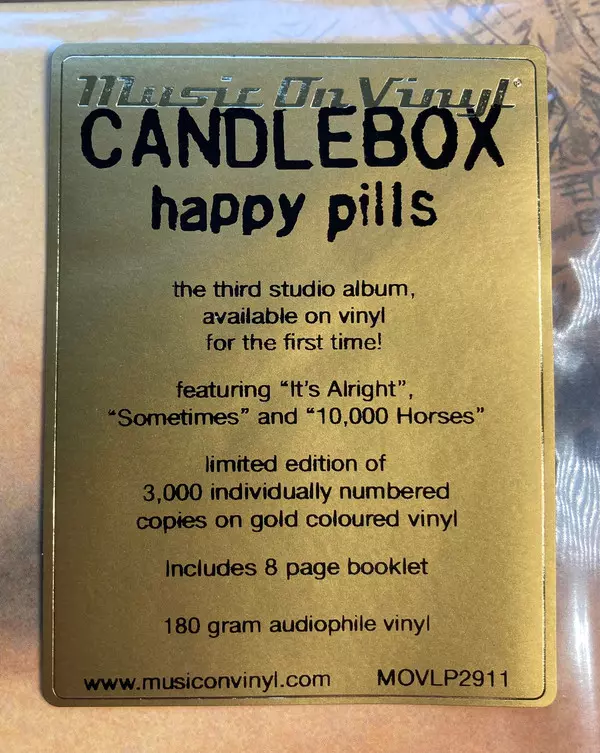 Music On Vinyl
CANDLEBOX
happy pills
the third studio album,
available on vinyl
for the first time!
featuring “It's Alright”,
“Sometimes” and “10,000 Horses”
limited edition of
3,000 individually numbered
copies on gold coloured vinyl
Includes 8 page booklet
180 gram audiophile vinyl
www.musiconvinyl.com MOVLP2911